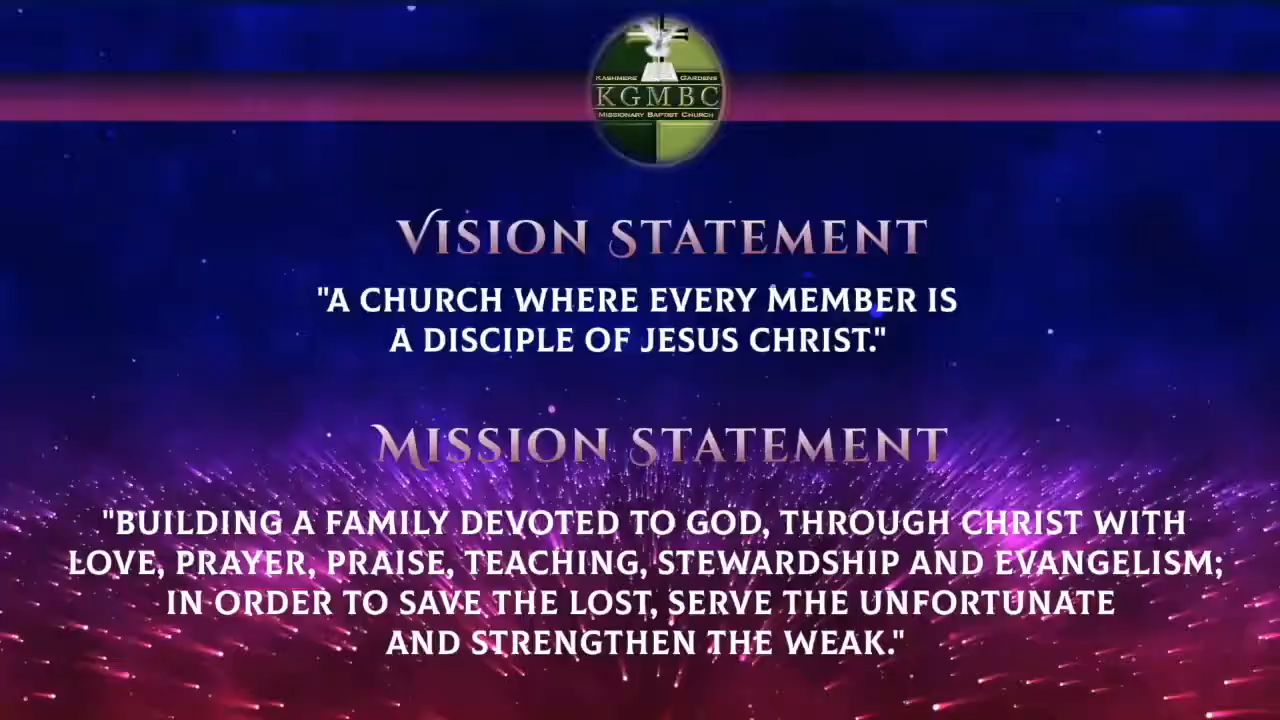 KASHMERE GARDENS
KGMBC
MISSIONARY BAPTIST CHURCH
VISION STATEMENT
"A CHURCH WHERE EVERY MEMBER IS
A DISCIPLE OF JESUS CHRIST."
MISSION STATEMENT
"BUILDING A FAMILY DEVOTED TO GOD, THROUGH CHRIST WITH
LOVE, PRAYER, PRAISE, TEACHING, STEWARDSHIP AND EVANGELISM;
IN ORDER TO SAVE THE LOST, SERVE THE UNFORTUNATE
AND STRENGTHEN THE WEAK."